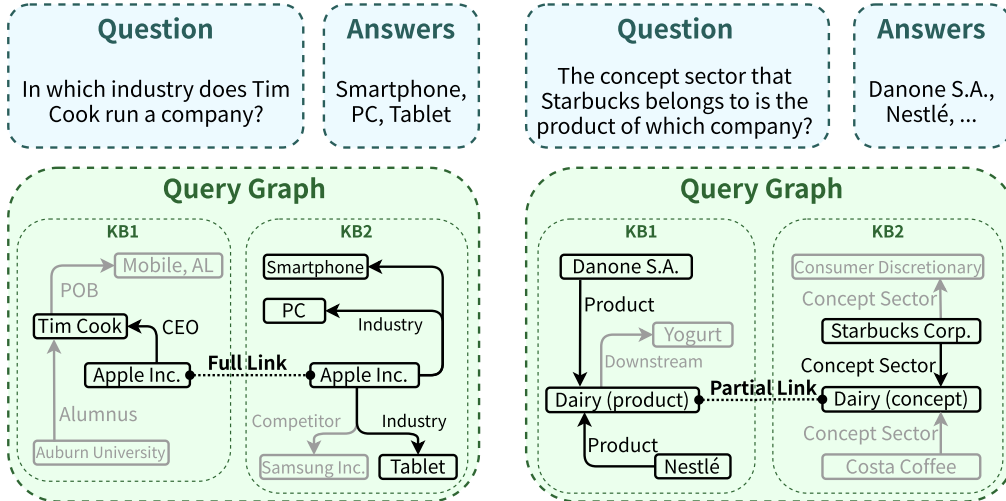 Question
In which industry does Tim
Cook run a company?
Answers
Smartphone,
PC, Tablet
Query Graph
KB1
Mobile, AL
POB
Tim Cook
CEO
Apple Inc.
Alumnus
Auburn University
Full Link
KB2
Smartphone
PC
Industry
Apple Inc.
Competitor
Industry
Samsung Inc.
Tablet
Question
The concept sector that
Starbucks belongs to is the
product of which company?
Answers
Danone S.A.,
Nestlé, ...
Query Graph
KB1
Danone S.A.
Product
Yogurt
Downstream
Dairy (product)
Product
Nestlé
Partial Link
KB2
Consumer Discretionary
Concept Sector
Starbucks Corp.
Concept Sector
Dairy (concept)
Concept Sector
Costa Coffee